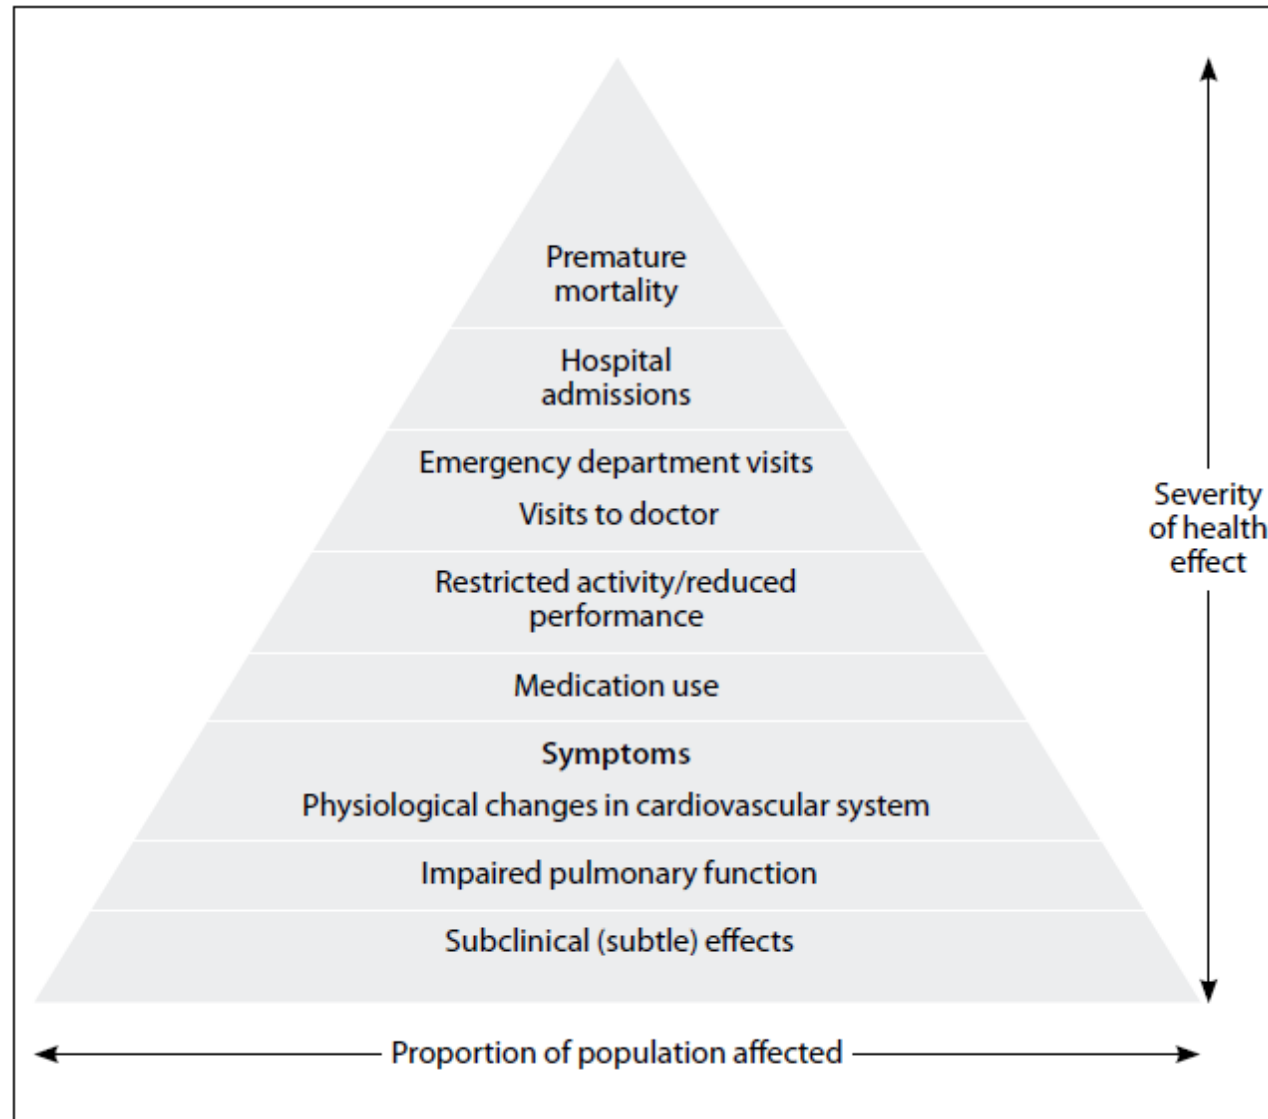 Premature
mortality
Hospital
admissions
Emergency department visits
Visits to doctor
Restricted activity/reduced
performance
Medication use
Symptoms
Physiological changes in cardiovascular system
Impaired pulmonary function
Subclinical (subtle) effects
Severity
of health
effect
Proportion of population affected